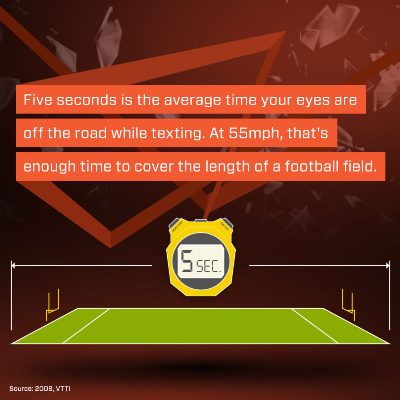 Five seconds is the average time your eyes are
off the road while texting. At 55mph, that's
enough time to cover the length of a football field.
5 SEC.
Source: 2009, VTTI